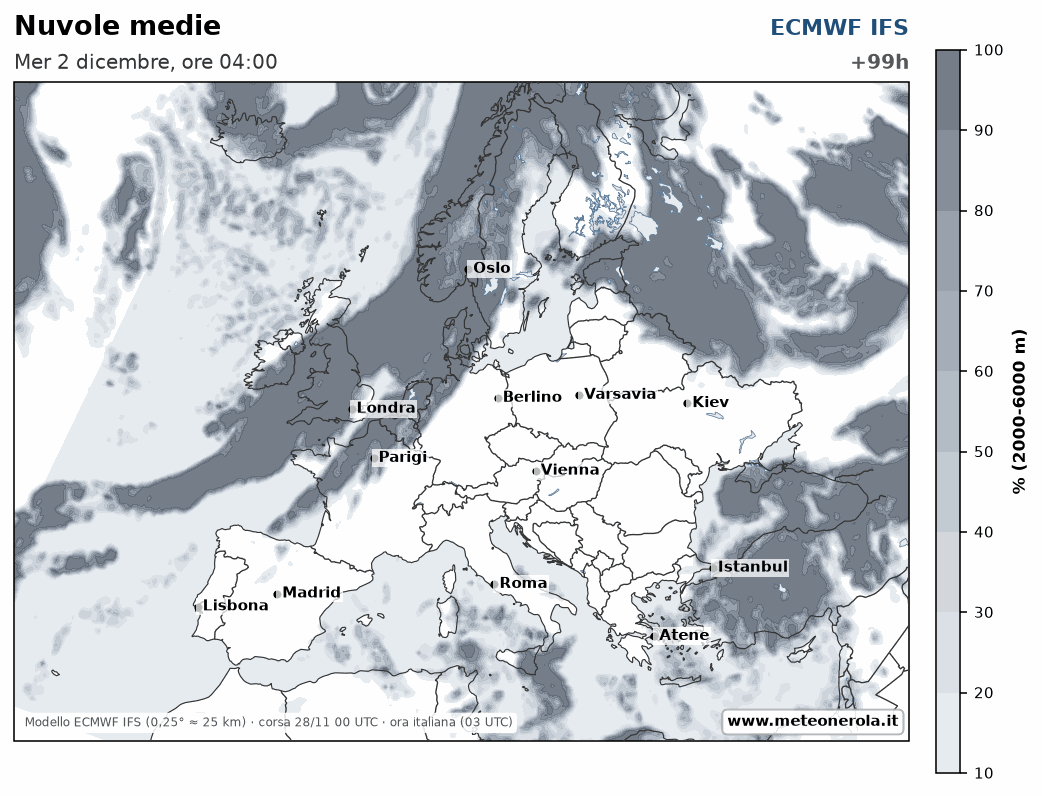 Nuvole medie
ECMWF IFS
Mer 2 dicembre, ore 04:00
+99h
100
90
80
70
60
50
40
30
20
10
% (2000-6000 m)
Oslo
Londra
Berlino
Varsavia
Kiev
Parigi
Vienna
Istanbul
Roma
Madrid
Lisbona
Atene
Modello ECMWF IFS (0,25° ≈ 25 km) · corsa 28/11 00 UTC · ora italiana (03 UTC)
www.meteonerola.it